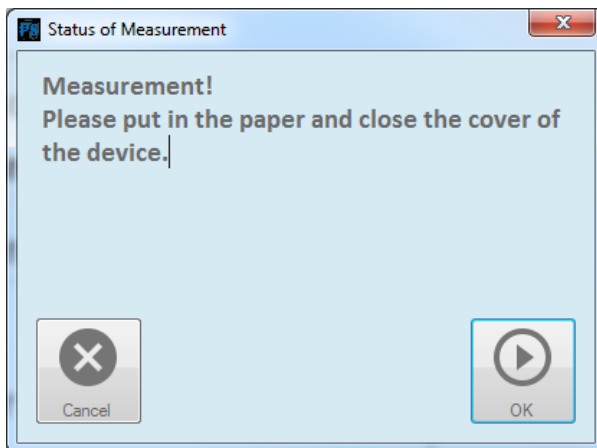 Status of Measurement
Measurement!
Please put in the paper and close the cover of
the device.
Cancel
OK